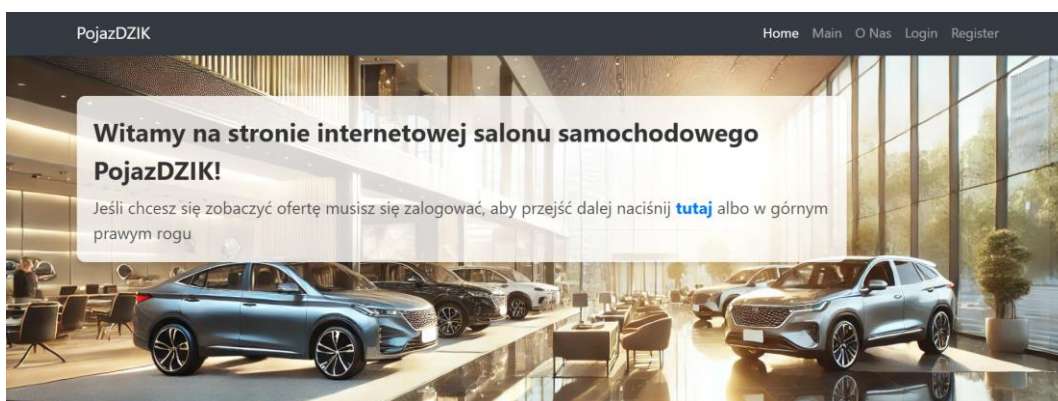 PojazDZIK
Home Main O Nas Login Register
Witamy na stronie internetowej salonu samochodowego
PojazDZIK!
Jeśli chcesz się zobaczyć ofertę musisz się zalogować, aby przejść dalej naciśnij tutaj albo w górnym
prawym rogu